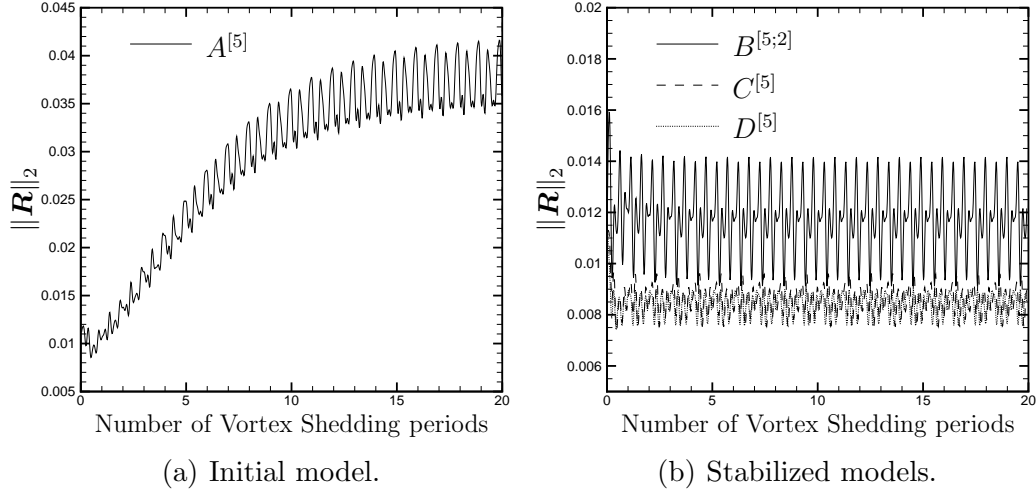 0.045
0.04
0.035
0.03
0.025
0.02
0.015
0.01
0.005
‖R‖₂
A^[5]
0 5 10 15 20
Number of Vortex Shedding periods
(a) Initial model.
0.02
0.018
0.016
0.014
0.012
0.01
0.008
0.006
‖R‖₂
B^[5;2]
C^[5]
D^[5]
0 5 10 15 20
Number of Vortex Shedding periods
(b) Stabilized models.